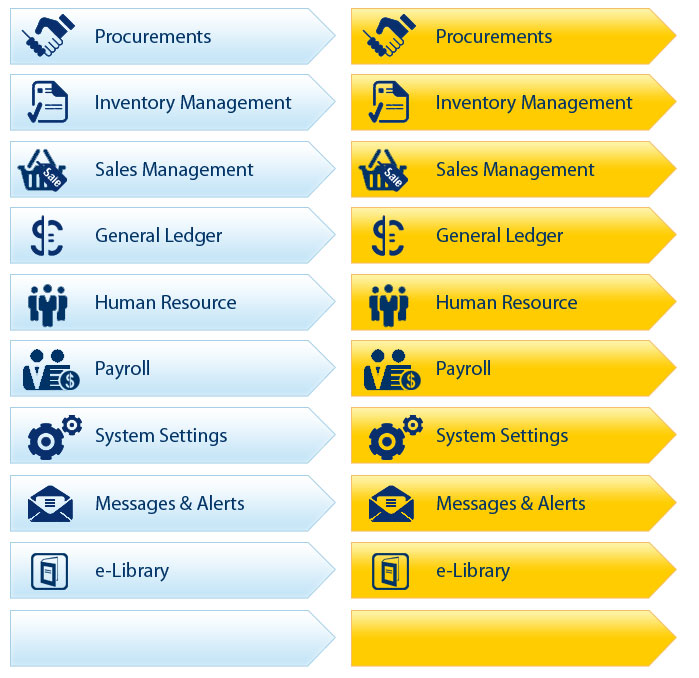 Procurements
Inventory Management
Sale
Sales Management
$
General Ledger
Human Resource
$
Payroll
System Settings
Messages & Alerts
e-Library
Procurements
Inventory Management
Sale
Sales Management
$
General Ledger
Human Resource
$
Payroll
System Settings
Messages & Alerts
e-Library